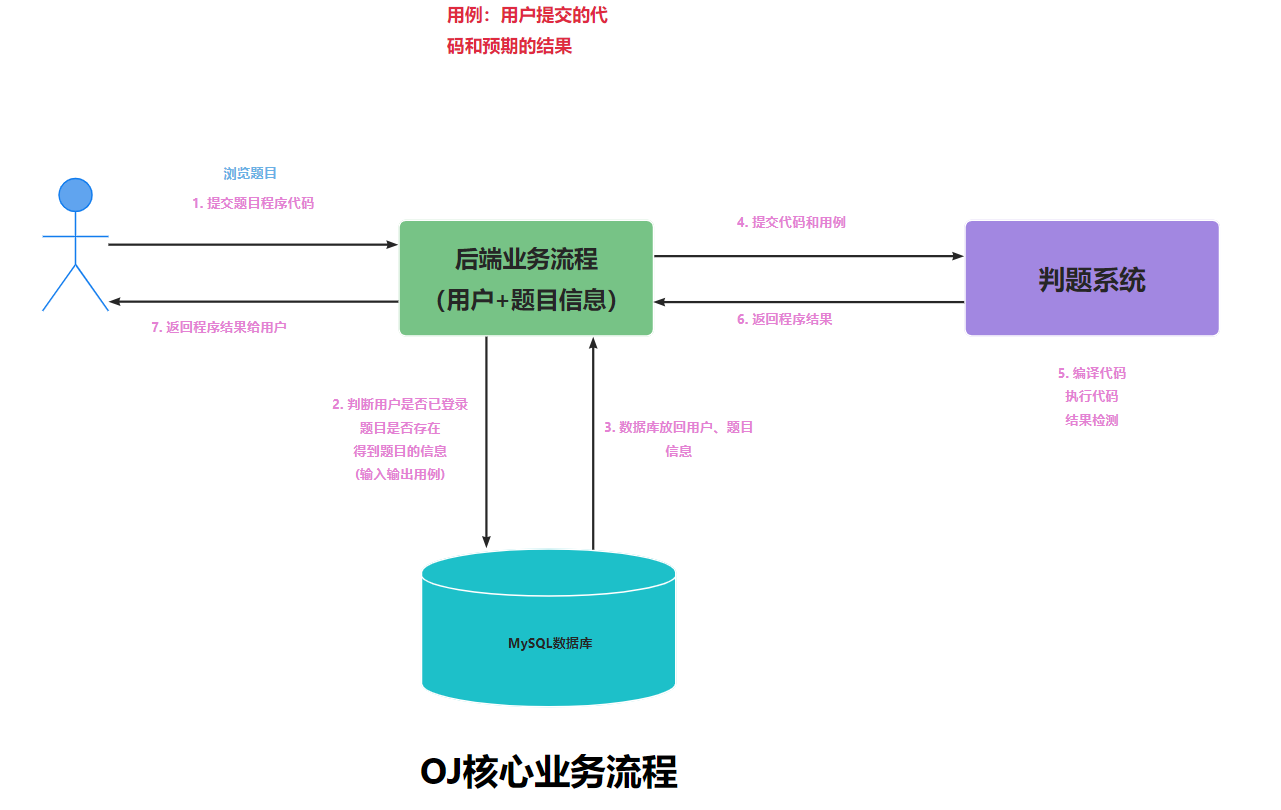 用例：用户提交的代
码和预期的结果
浏览题目
1. 提交题目程序代码
后端业务流程
（用户+题目信息）
7. 返回程序结果给用户
4. 提交代码和用例
判题系统
6. 返回程序结果
5. 编译代码
执行代码
结果检测
2. 判断用户是否已登录
题目是否存在
得到题目的信息
(输入输出用例)
3. 数据库放回用户、题目
信息
MySQL数据库
OJ核心业务流程